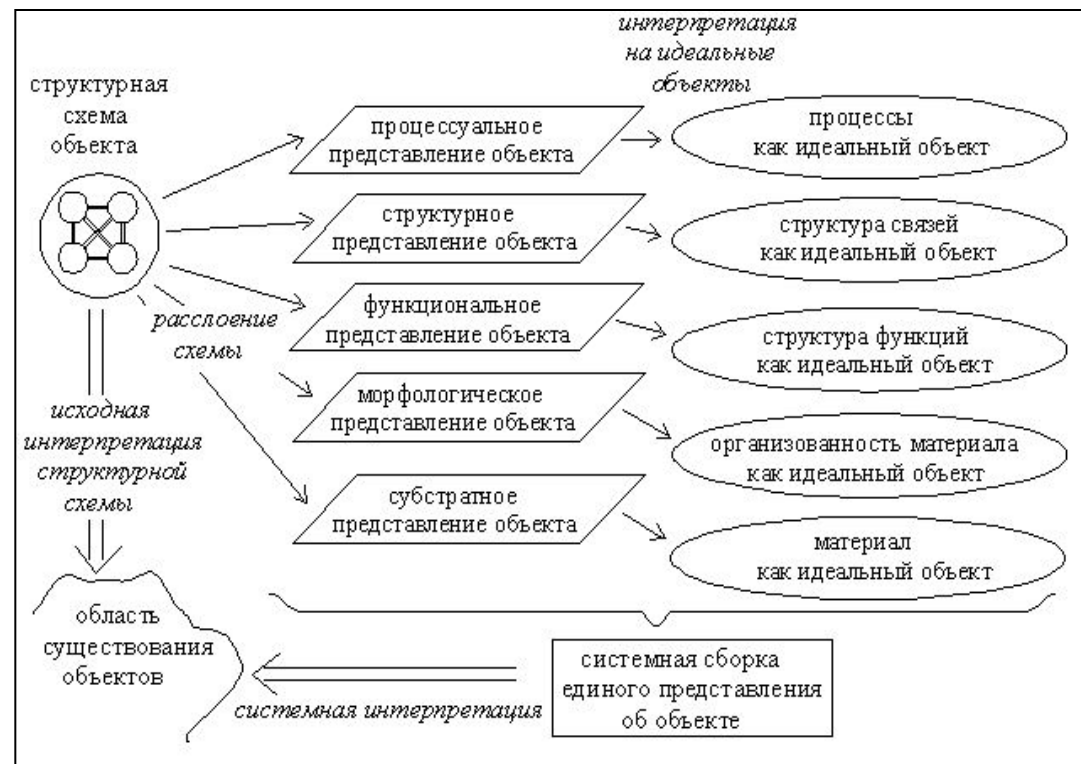 интерпретация
на идеальные
объекты
структурная
схема
объекта
процессуальное
представление объекта
процессы
как идеальный объект
структурное
представление объекта
структура связей
как идеальный объект
расслоение
схемы
функциональное
представление объекта
структура функций
как идеальный объект
исходная
интерпретация
структурной
схемы
морфологическое
представление объекта
организованность материала
как идеальный объект
субстратное
представление объекта
материал
как идеальный объект
область
существования
объектов
системная интерпретация
системная сборка
единого представления
об объекте